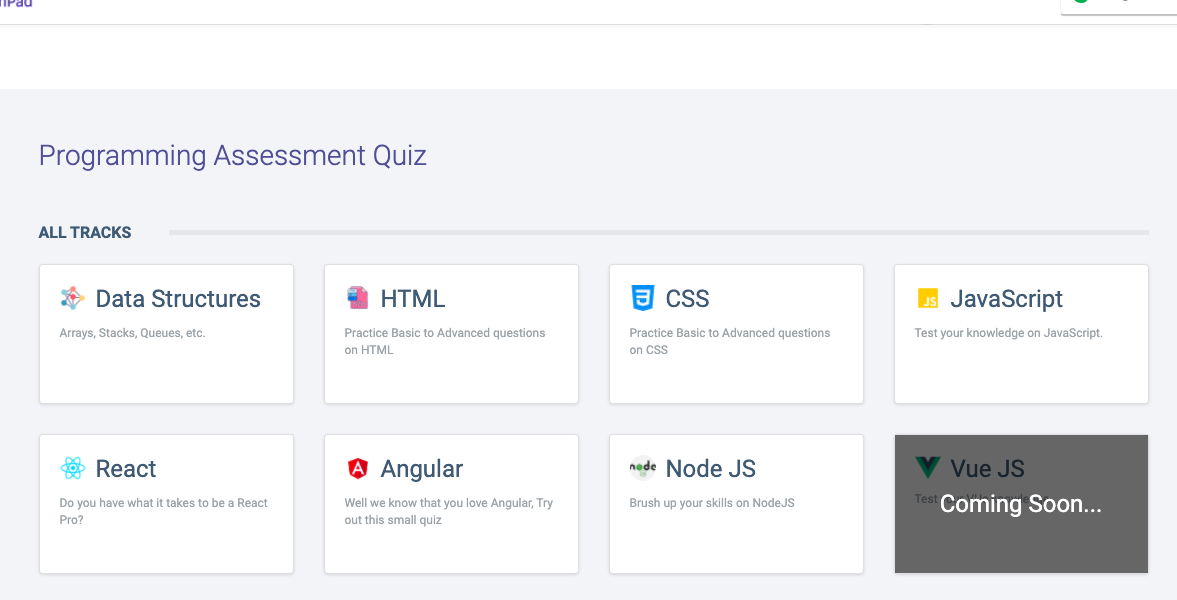 Programming Assessment Quiz
ALL TRACKS
Data Structures
Arrays, Stacks, Queues, etc.
HTML
Practice Basic to Advanced questions
on HTML
CSS
Practice Basic to Advanced questions
on CSS
JS
JavaScript
Test your knowledge on JavaScript.
React
Do you have what it takes to be a React
Pro?
A
Angular
Well we know that you love Angular, Try
out this small quiz
node
Node JS
Brush up your skills on NodeJS
Vue JS
Test
Coming Soon...